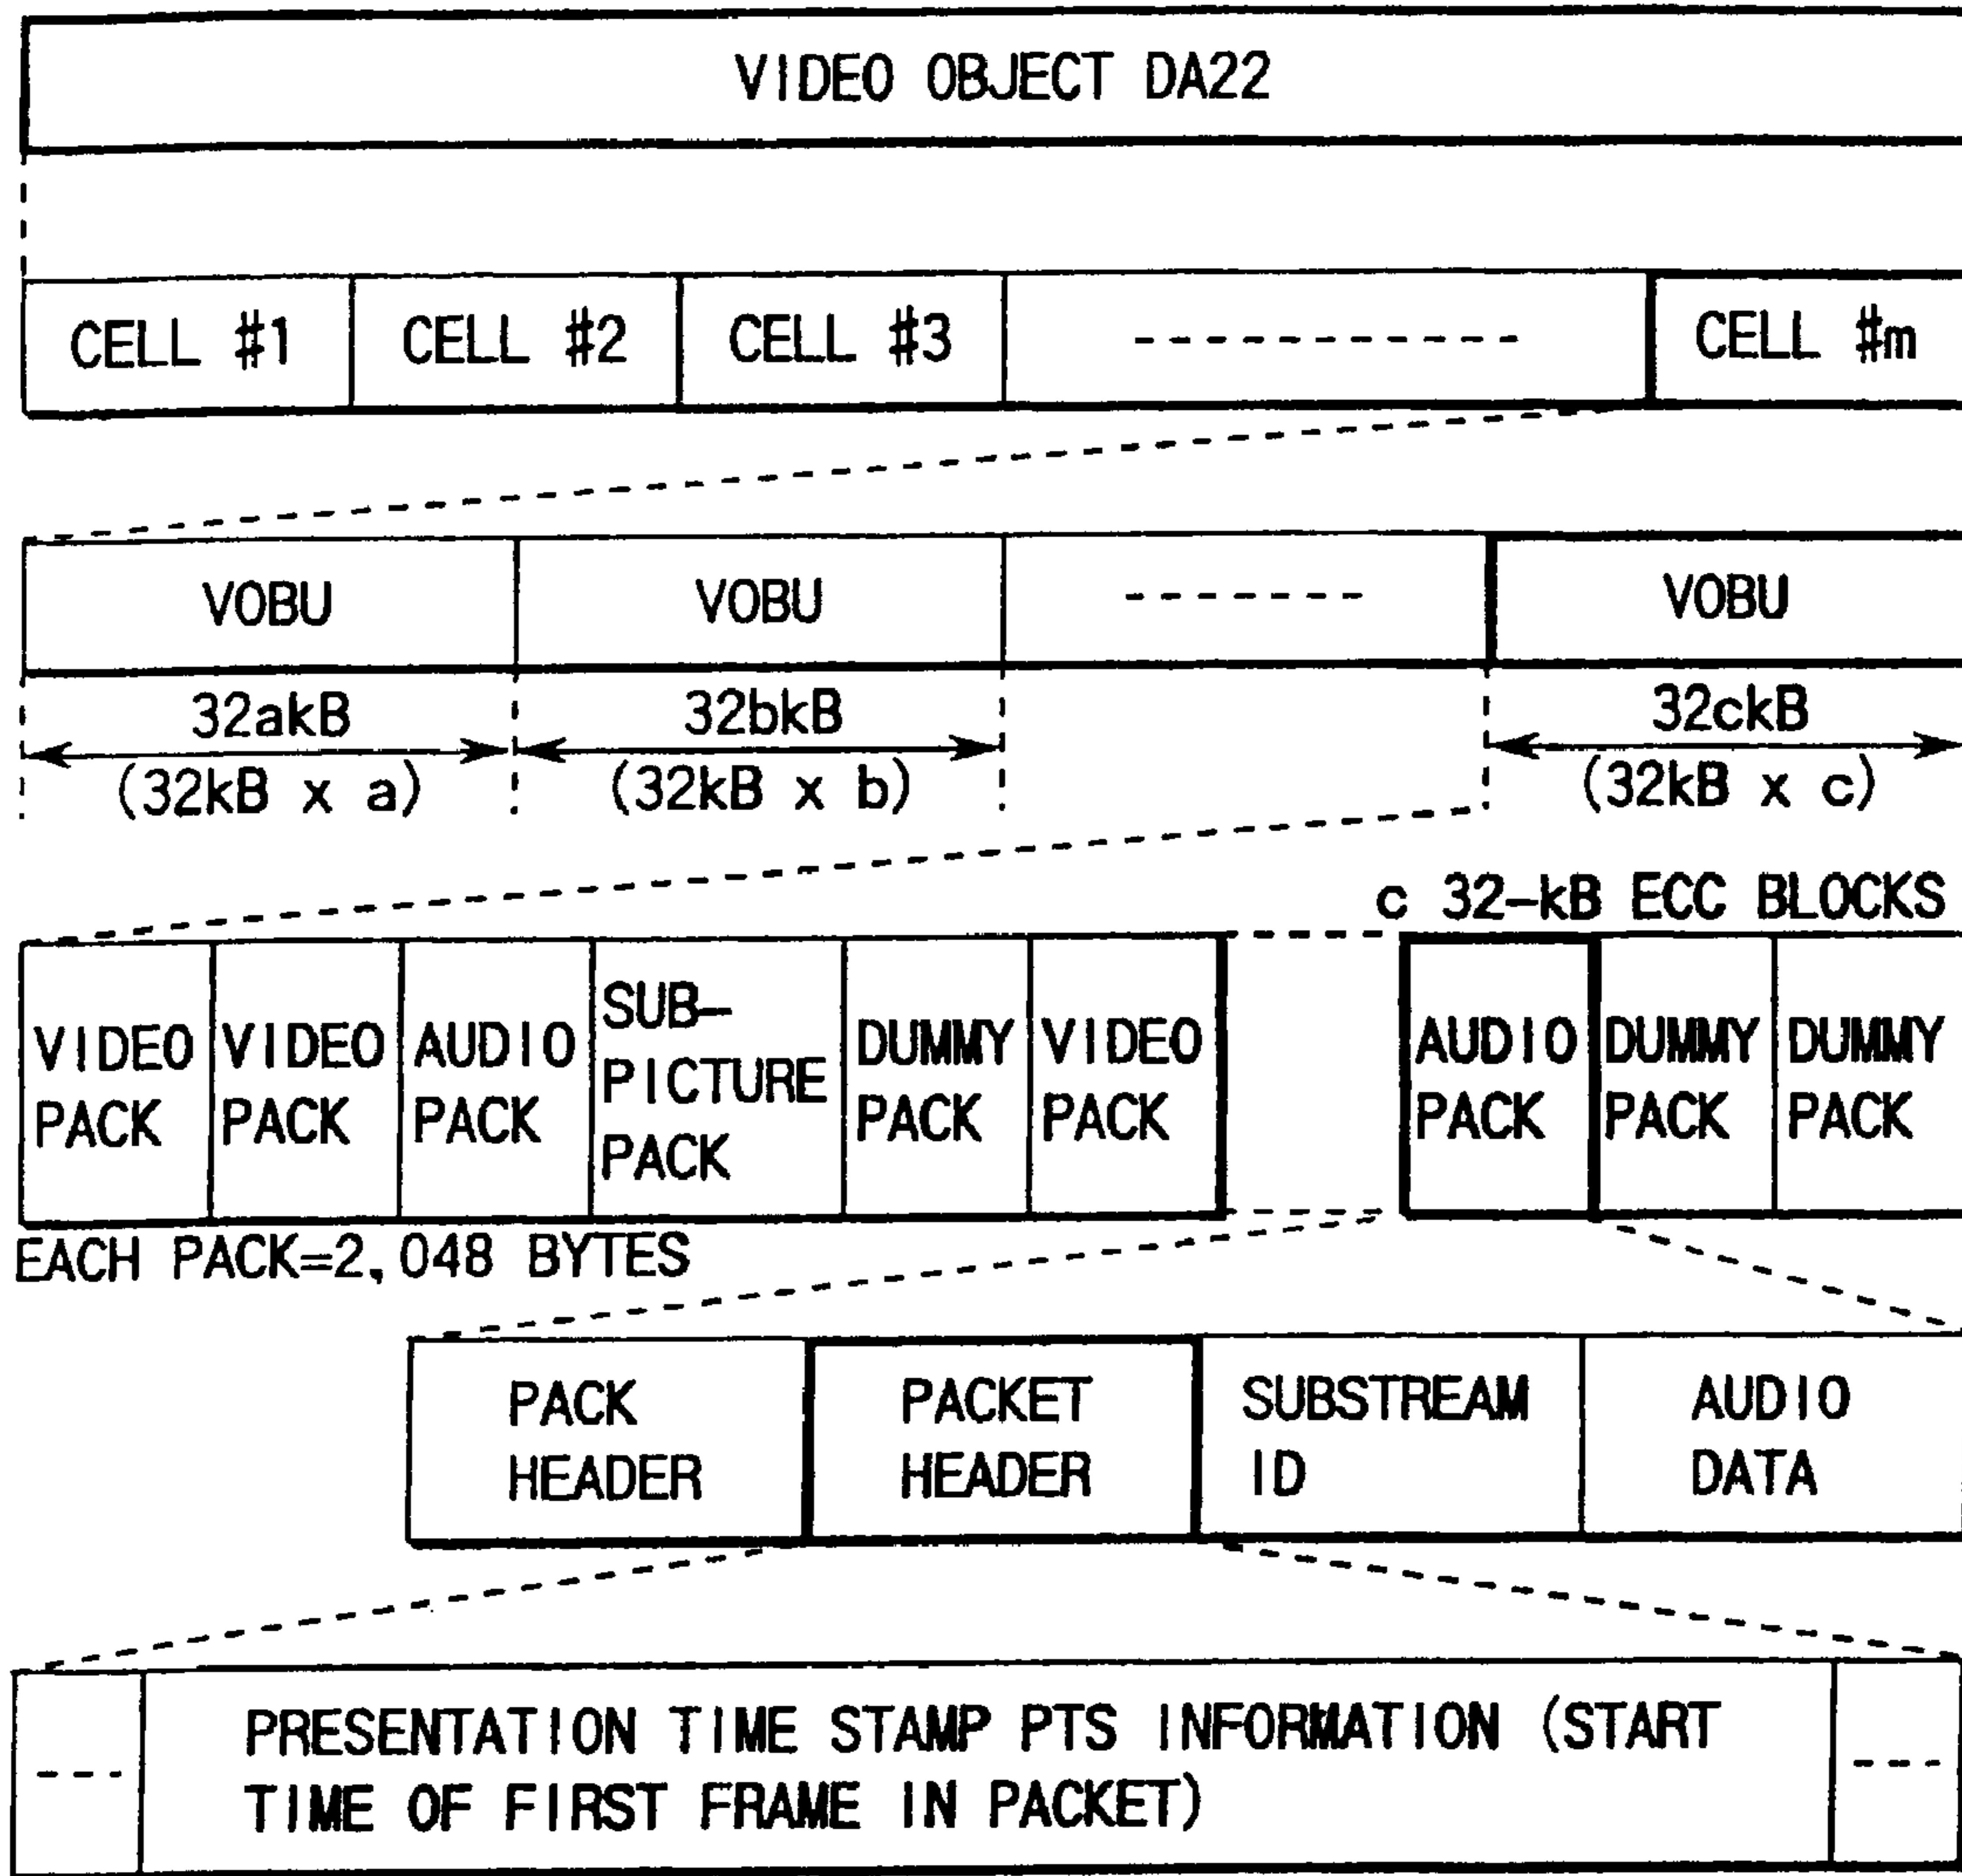 VIDEO OBJECT DA22
CELL #1 CELL #2 CELL #3 CELL #m
VOBU VOBU VOBU
32akB 32bkB 32ckB
(32kB x a) (32kB x b) (32kB x c)
c 32-kB ECC BLOCKS
VIDEO PACK
VIDEO PACK
AUDIO PACK
SUB-PICTURE PACK
DUMMY PACK
VIDEO PACK
AUDIO PACK
DUMMY PACK
DUMMY PACK
EACH PACK=2,048 BYTES
PACK HEADER
PACKET HEADER
SUBSTREAM ID
AUDIO DATA
PRESENTATION TIME STAMP PTS INFORMATION (START
TIME OF FIRST FRAME IN PACKET)